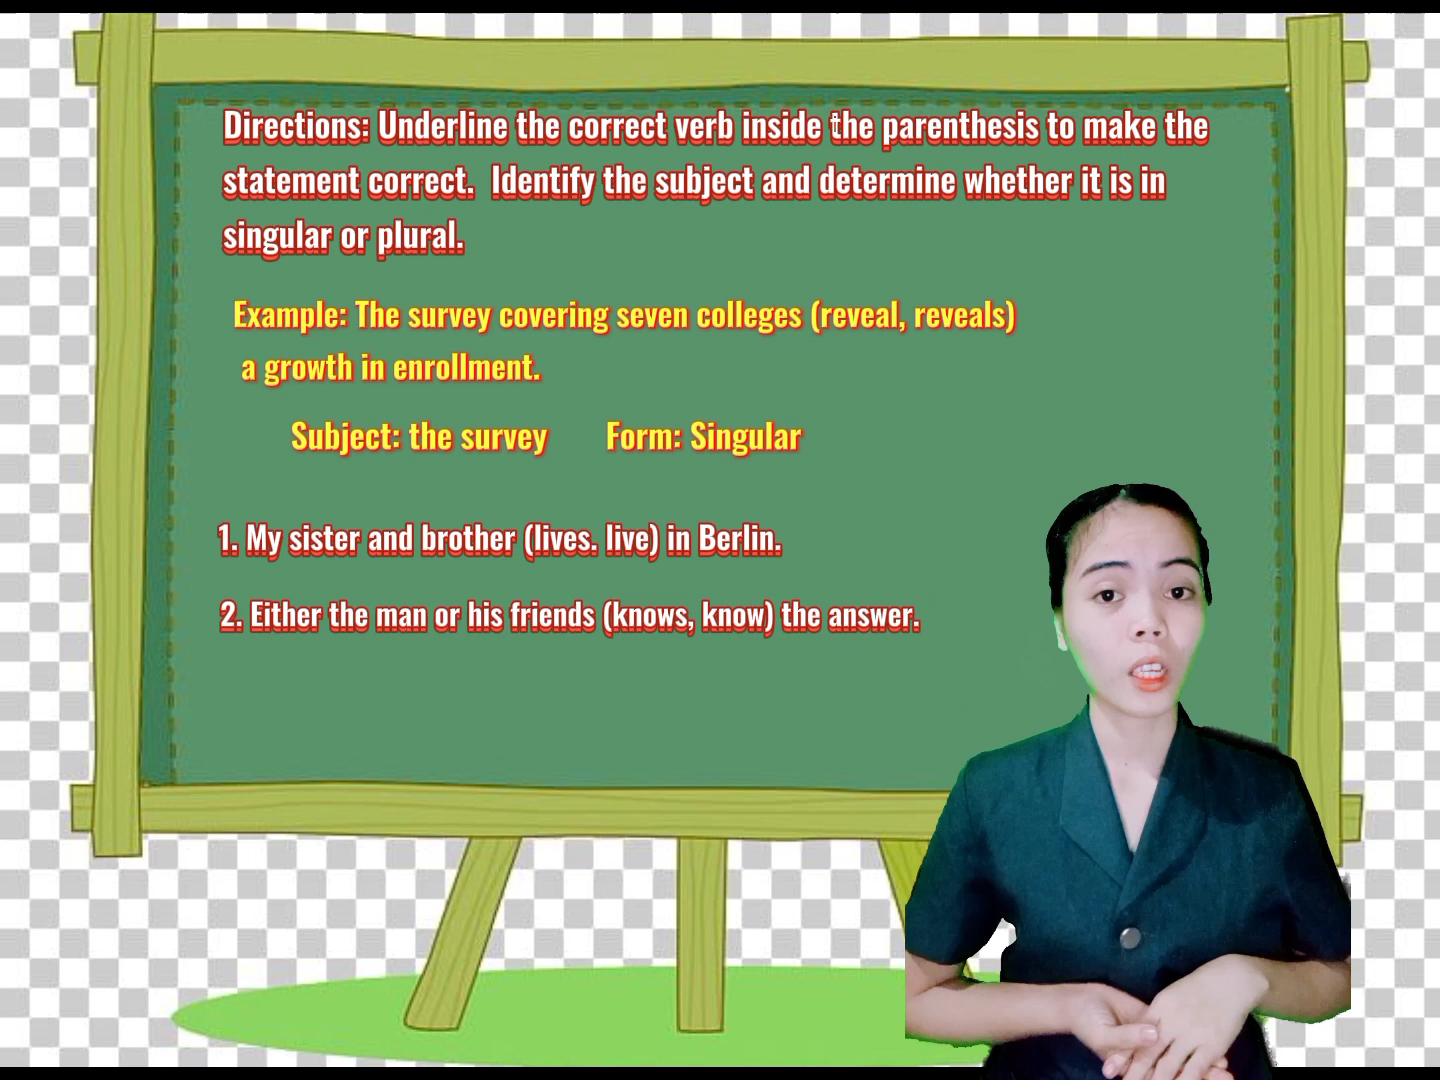 Directions: Underline the correct verb inside the parenthesis to make the
statement correct. Identify the subject and determine whether it is in
singular or plural.
Example: The survey covering seven colleges (reveal, reveals)
a growth in enrollment.
Subject: the survey Form: Singular
1. My sister and brother (lives. live) in Berlin.
2. Either the man or his friends (knows, know) the answer.